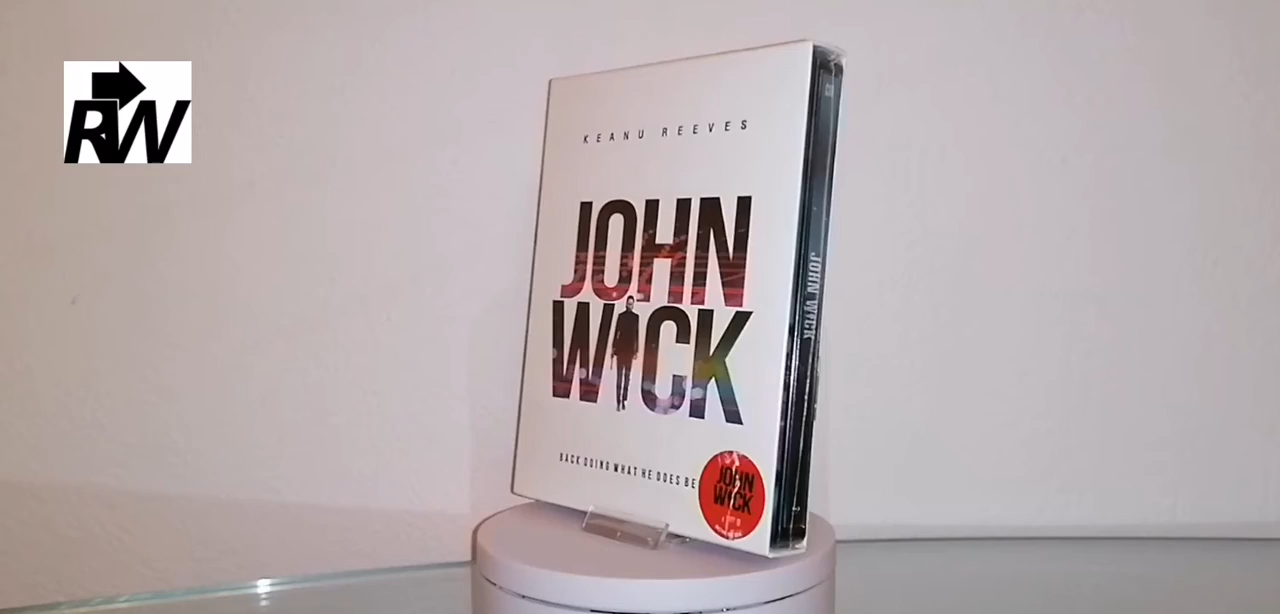 RW
KEANU REEVES
JOHN
WICK
BACK DOING WHAT HE DOES BE
JOHN
WICK
JOHN WICK